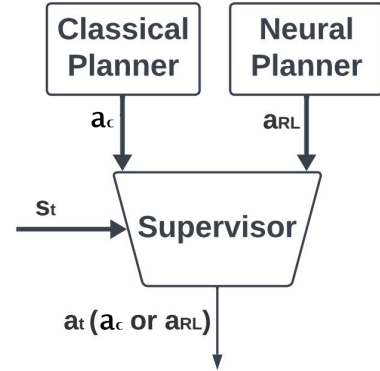 Classical
Planner
Neural
Planner
ac
aRL
st
Supervisor
at (ac or aRL)